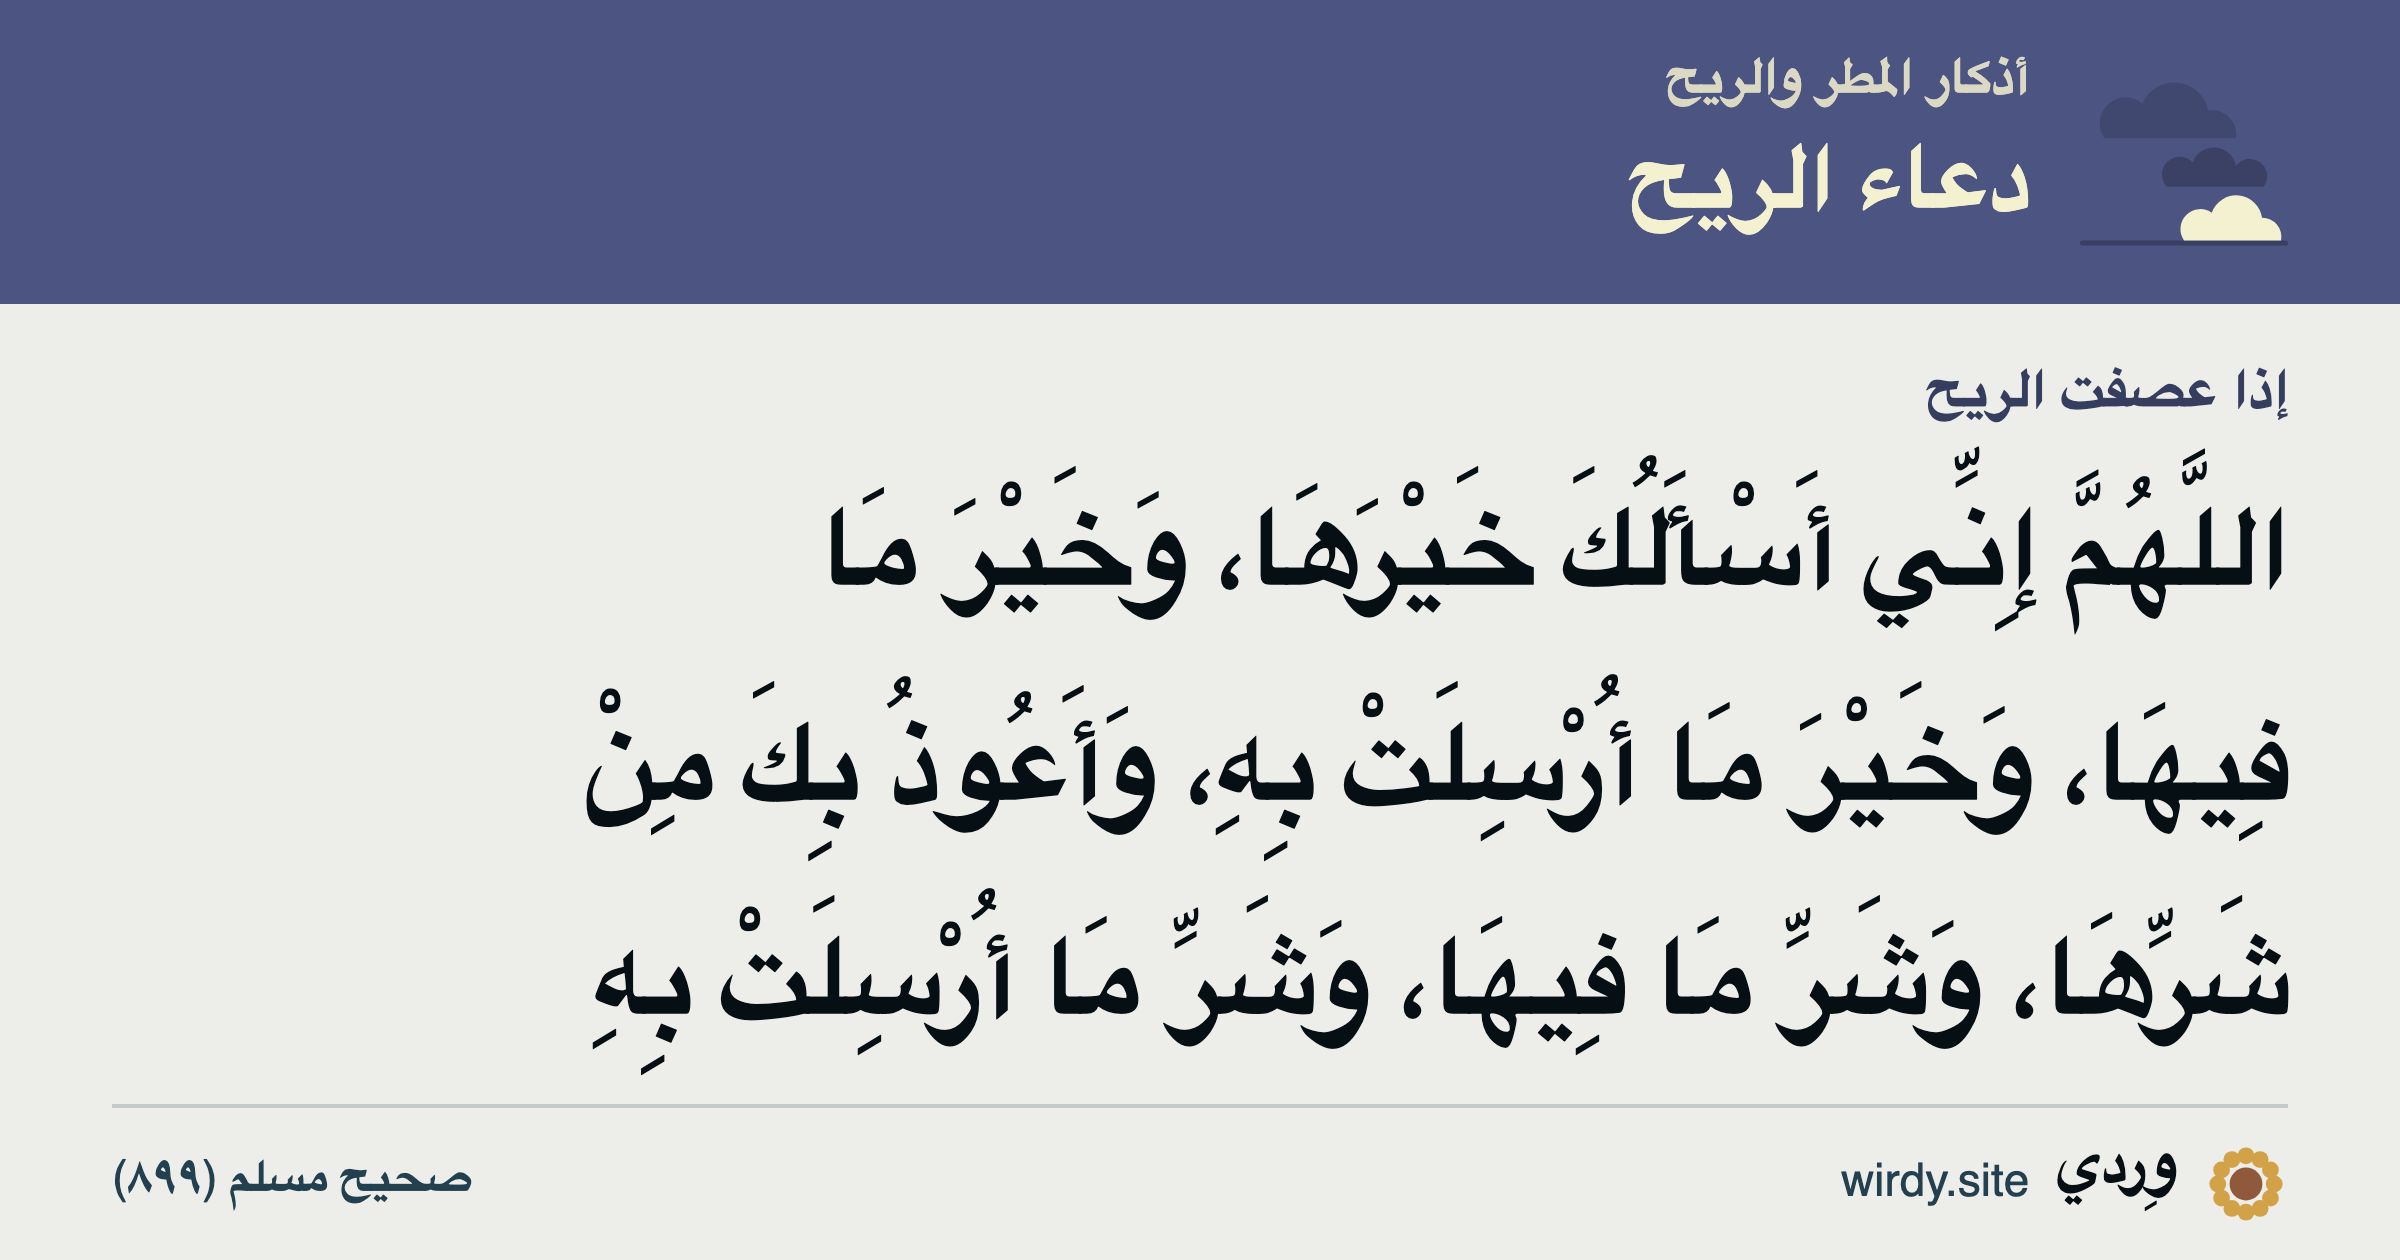 أذكار المطر والريح
دعاء الريح
إذا عصفت الريح
اللَّهُمَّ إِنِّي أَسْأَلُكَ خَيْرَهَا، وَخَيْرَ مَا
فِيهَا، وَخَيْرَ مَا أُرْسِلَتْ بِهِ، وَأَعُوذُ بِكَ مِنْ
شَرِّهَا، وَشَرِّ مَا فِيهَا، وَشَرِّ مَا أُرْسِلَتْ بِهِ
وِردي wirdy.site
صحيح مسلم (٨٩٩)